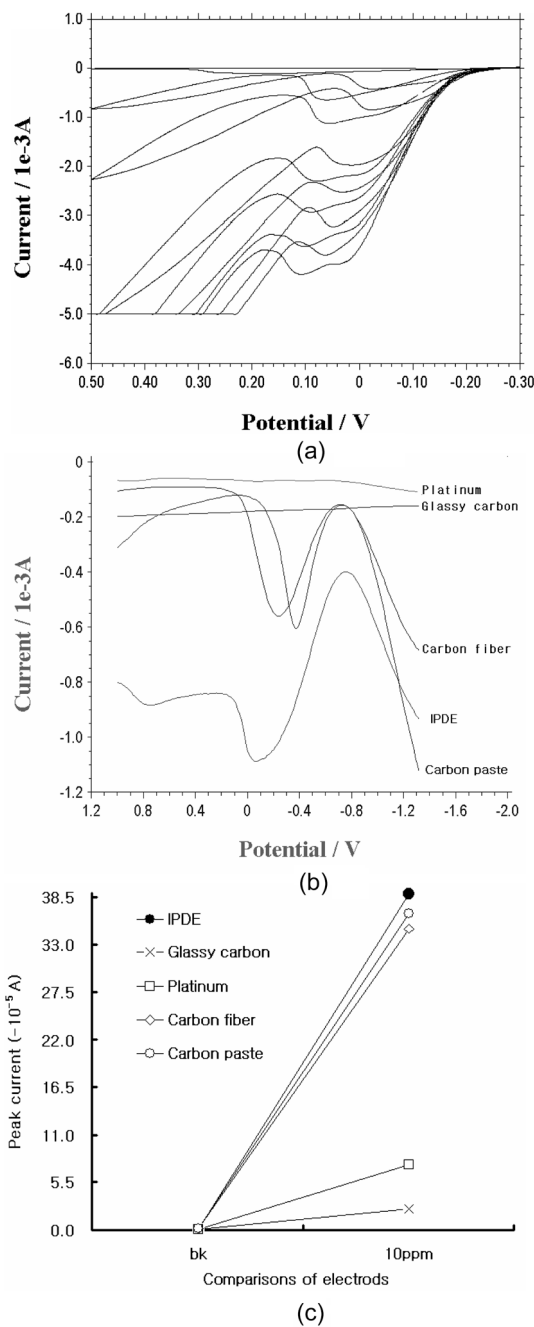 1.0
0
-1.0
-2.0
-3.0
-4.0
-5.0
-6.0
Current / 1e-3A
0.50 0.40 0.30 0.20 0.10 0 -0.10 -0.20 -0.30
Potential / V
(a)
0
-0.2
-0.4
-0.6
-0.8
-1.0
-1.2
Current / 1e-3A
Platinum
Glassy carbon
Carbon fiber
IPDE
Carbon paste
1.2 0.8 0.4 0 -0.4 -0.8 -1.2 -1.6 -2.0
Potential / V
(b)
38.5
33.0
27.5
22.0
16.5
11.0
5.5
0.0
Peak current (-10⁻⁵ A)
IPDE
Glassy carbon
Platinum
Carbon fiber
Carbon paste
bk 10ppm
Comparisons of electrods
(c)